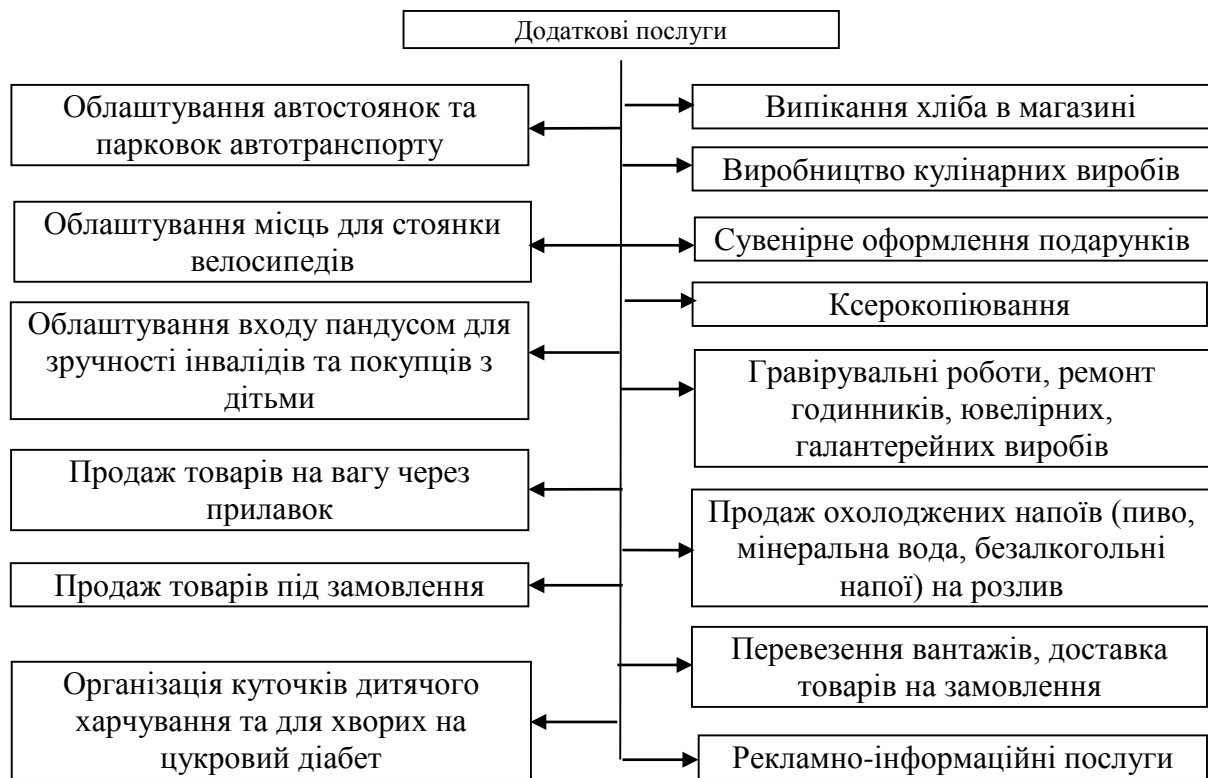 Додаткові послуги
Облаштування автостоянок та
парковок автотранспорту
Облаштування місць для стоянки
велосипедів
Облаштування входу пандусом для
зручності інвалідів та покупців з
дітьми
Продаж товарів на вагу через
прилавок
Продаж товарів під замовлення
Організація куточків дитячого
харчування та для хворих на
цукровий діабет
Випікання хліба в магазині
Виробництво кулінарних виробів
Сувенірне оформлення подарунків
Ксерокопіювання
Гравірувальні роботи, ремонт
годинників, ювелірних,
галантерейних виробів
Продаж охолоджених напоїв (пиво,
мінеральна вода, безалкогольні
напої) на розлив
Перевезення вантажів, доставка
товарів на замовлення
Рекламно-інформаційні послуги